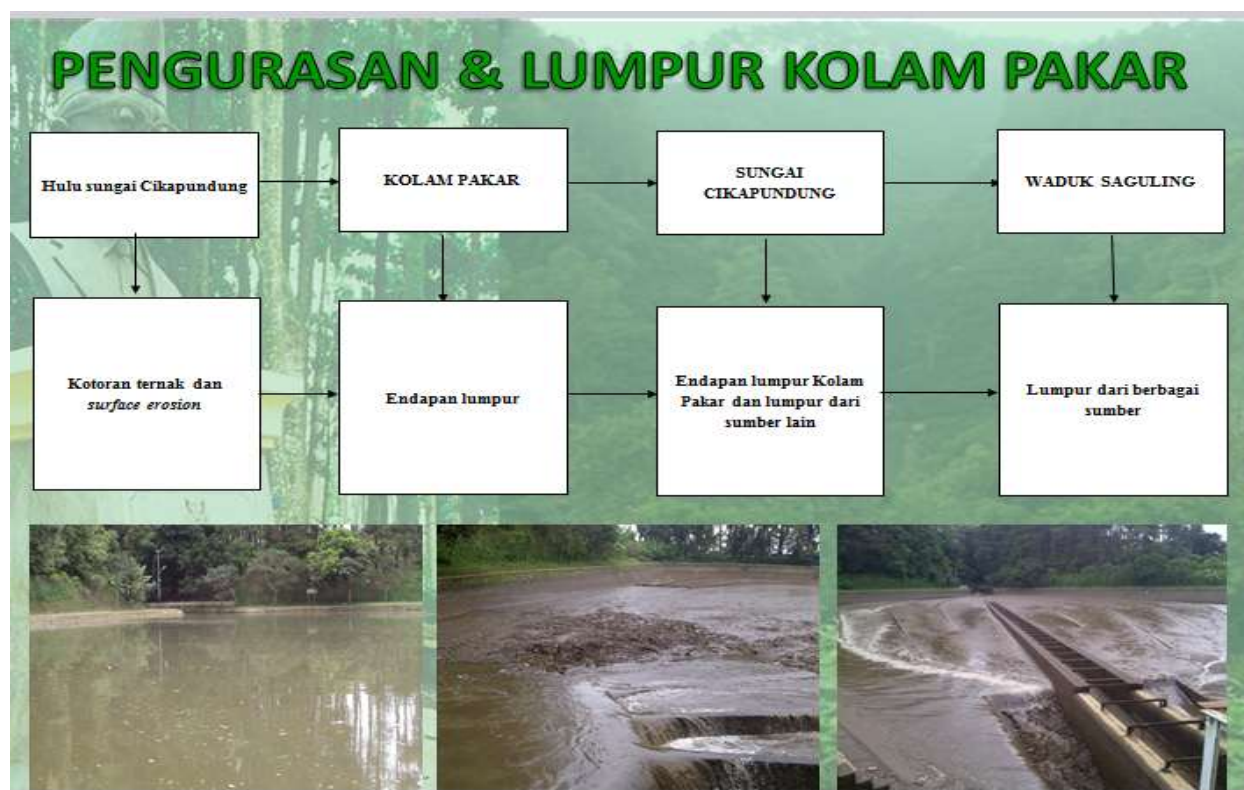 PENGURASAN & LUMPUR KOLAM PAKAR
Hulu sungai Cikapundung
KOLAM PAKAR
SUNGAI
CIKAPUNDUNG
WADUK SAGULING
Kotoran ternak dan
surface erosion
Endapan lumpur
Endapan lumpur Kolam
Pakar dan lumpur dari
sumber lain
Lumpur dari berbagai
sumber